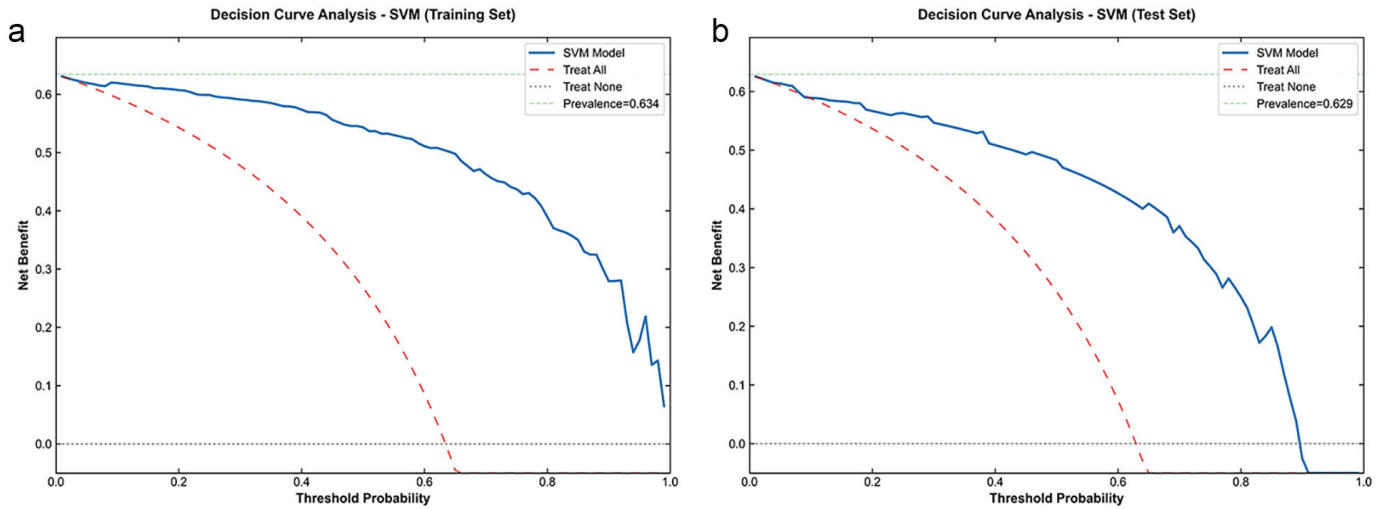 a
Decision Curve Analysis - SVM (Training Set)
SVM Model
Treat All
Treat None
Prevalence=0.634
Net Benefit
0.6
0.5
0.4
0.3
0.2
0.1
0.0
0.0 0.2 0.4 0.6 0.8 1.0
Threshold Probability
b
Decision Curve Analysis - SVM (Test Set)
SVM Model
Treat All
Treat None
Prevalence=0.629
Net Benefit
0.6
0.5
0.4
0.3
0.2
0.1
0.0
0.0 0.2 0.4 0.6 0.8 1.0
Threshold Probability